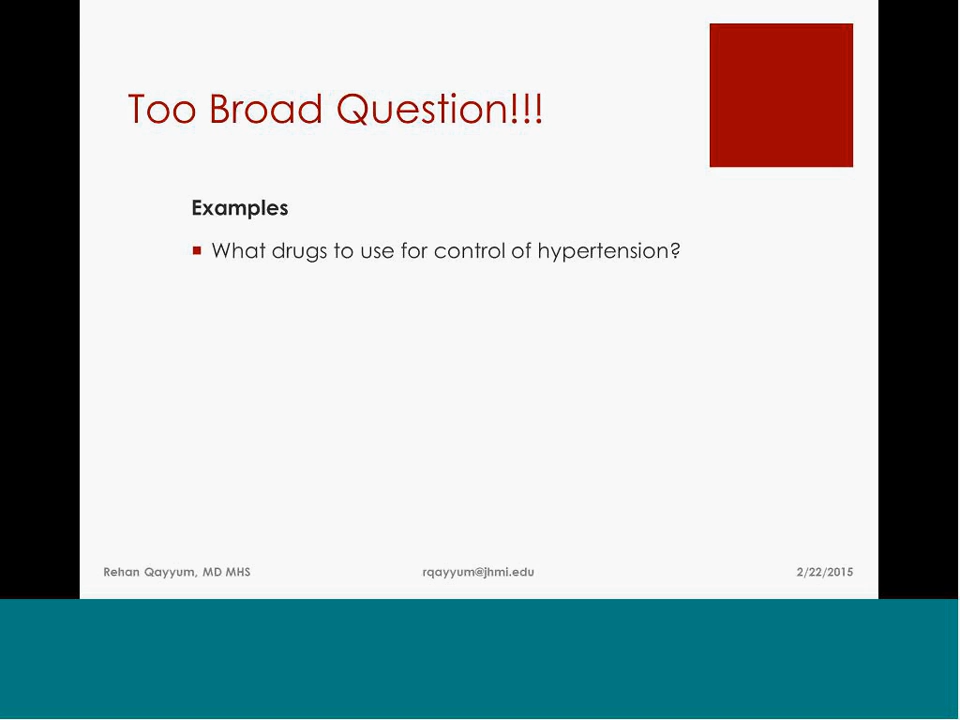 Too Broad Question!!!
Examples
▪ What drugs to use for control of hypertension?
Rehan Qayyum, MD MHS rqayyum@jhmi.edu 2/22/2015